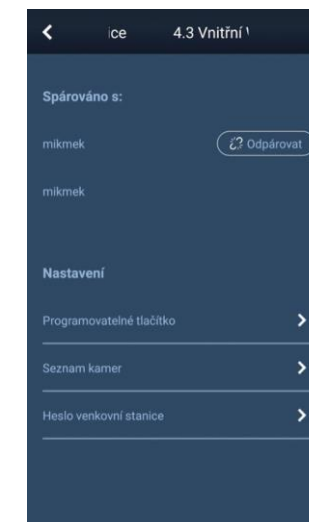 ice 4.3 Vnitřní
Spárováno s:
mikmek Odpárovat
mikmek
Nastavení
Programovatelné tlačítko
Seznam kamer
Heslo venkovní stanice